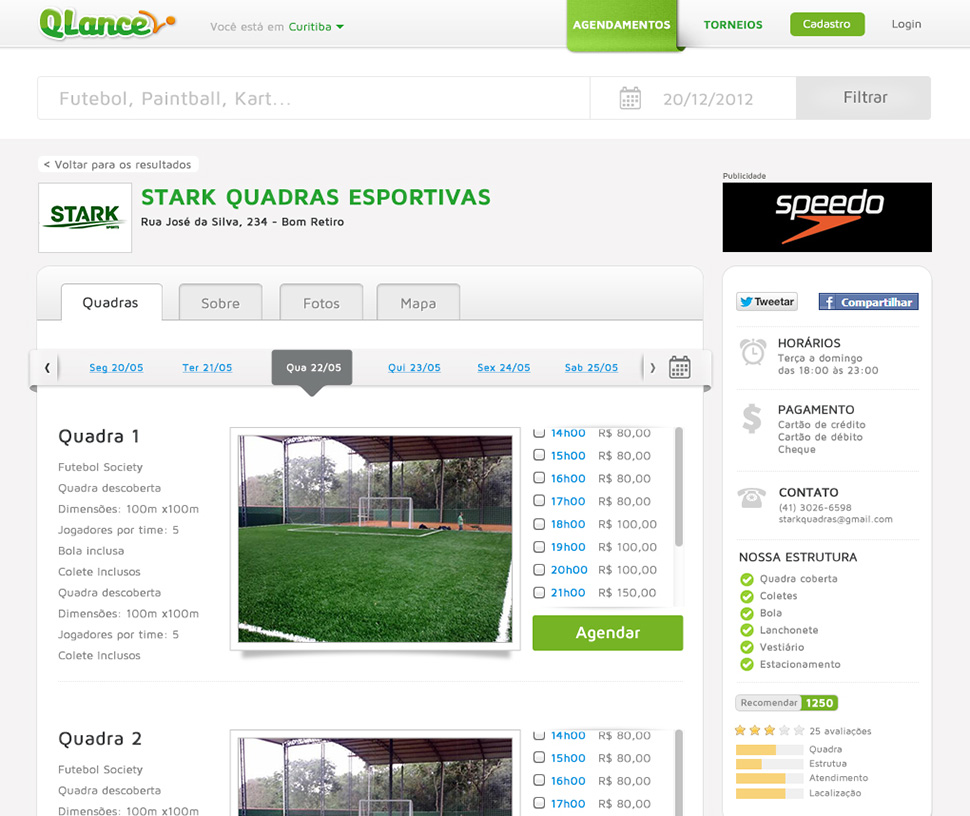 QLance
Você está em Curitiba
AGENDAMENTOS
TORNEIOS
Cadastro
Login
Futebol, Paintball, Kart...
20/12/2012
Filtrar
< Voltar para os resultados
STARK
SPORTS
STARK QUADRAS ESPORTIVAS
Rua José da Silva, 234 - Bom Retiro
Publicidade
speedo
Quadras
Sobre
Fotos
Mapa
Seg 20/05
Ter 21/05
Qua 22/05
Qui 23/05
Sex 24/05
Sab 25/05
Quadra 1
Futebol Society
Quadra descoberta
Dimensões: 100m x100m
Jogadores por time: 5
Bola inclusa
Colete Inclusos
Quadra descoberta
Dimensões: 100m x100m
Jogadores por time: 5
Colete Inclusos
14h00 R$ 80,00
15h00 R$ 80,00
16h00 R$ 80,00
17h00 R$ 80,00
18h00 R$ 100,00
19h00 R$ 100,00
20h00 R$ 100,00
21h00 R$ 150,00
Agendar
Quadra 2
Futebol Society
Quadra descoberta
Dimensões: 100m x100m
14h00 R$ 80,00
15h00 R$ 80,00
16h00 R$ 80,00
17h00 R$ 80,00
Tweetar
Compartilhar
HORÁRIOS
Terça a domingo
das 18:00 às 23:00
PAGAMENTO
Cartão de crédito
Cartão de débito
Cheque
CONTATO
(41) 3026-6598
starkquadras@gmail.com
NOSSA ESTRUTURA
Quadra coberta
Coletes
Bola
Lanchonete
Vestiário
Estacionamento
Recomendar 1250
25 avaliações
Quadra
Estrutua
Atendimento
Lacalização